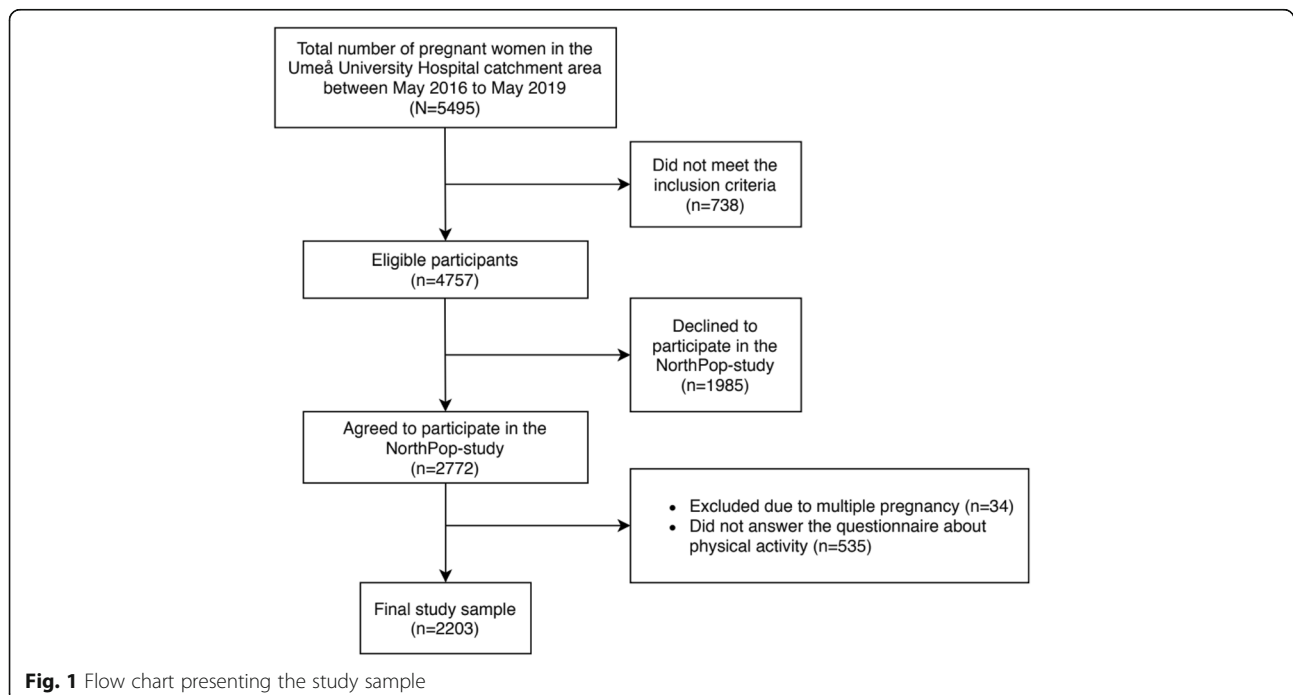 Total number of pregnant women in the
Umeå University Hospital catchment area
between May 2016 to May 2019
(N=5495)
Did not meet the
inclusion criteria
(n=738)
Eligible participants
(n=4757)
Declined to
participate in the
NorthPop-study
(n=1985)
Agreed to participate in the
NorthPop-study
(n=2772)
• Excluded due to multiple pregnancy (n=34)
• Did not answer the questionnaire about
physical activity (n=535)
Final study sample
(n=2203)
Fig. 1 Flow chart presenting the study sample